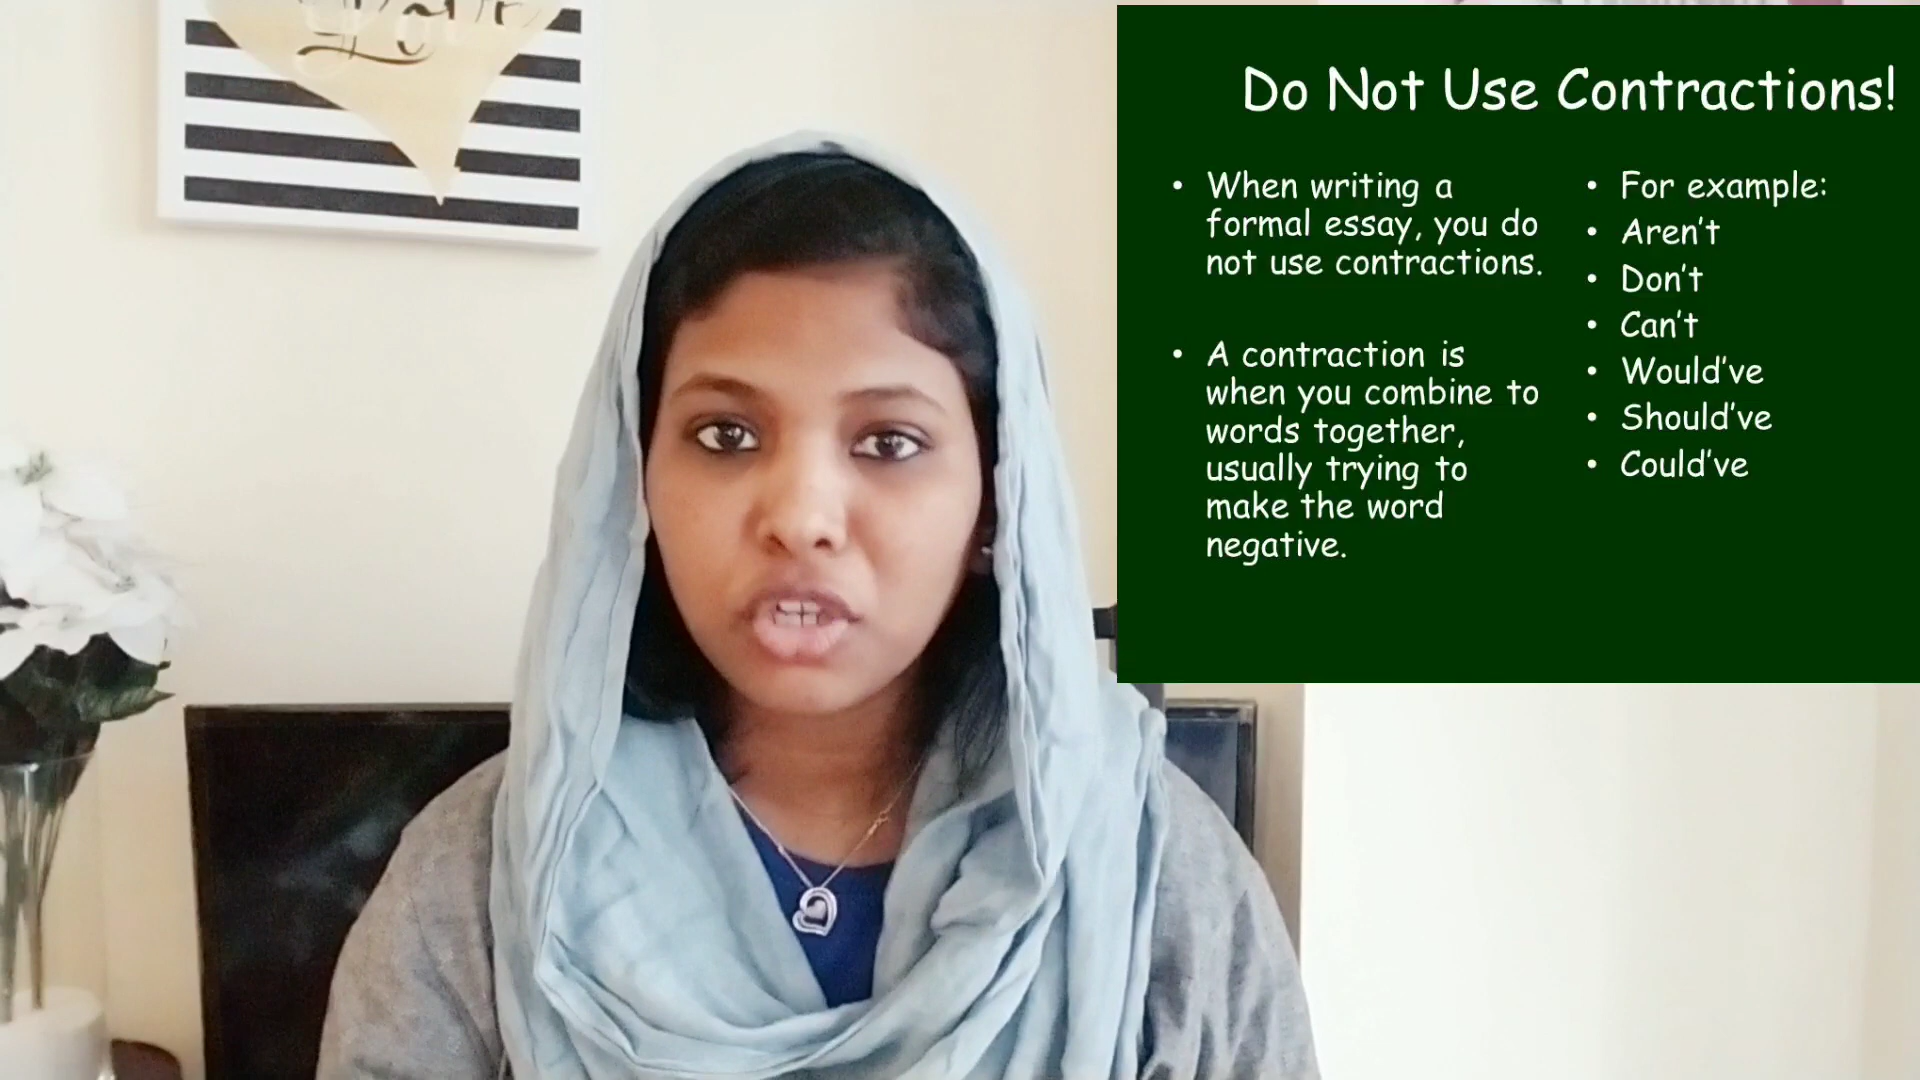 Love
Do Not Use Contractions!
• When writing a
formal essay, you do
not use contractions.
• A contraction is
when you combine to
words together,
usually trying to
make the word
negative.
• For example:
• Aren't
• Don't
• Can't
• Would've
• Should've
• Could've